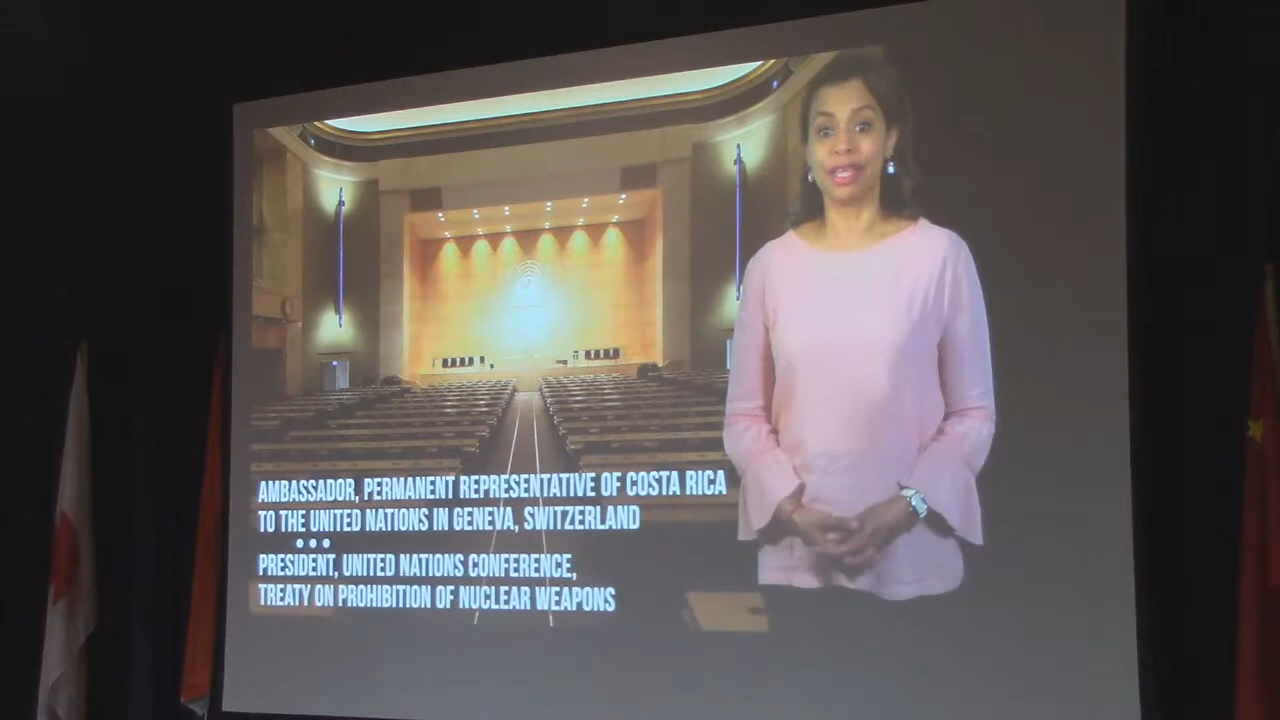 AMBASSADOR, PERMANENT REPRESENTATIVE OF COSTA RICA
TO THE UNITED NATIONS IN GENEVA, SWITZERLAND
•••
PRESIDENT, UNITED NATIONS CONFERENCE,
TREATY ON PROHIBITION OF NUCLEAR WEAPONS